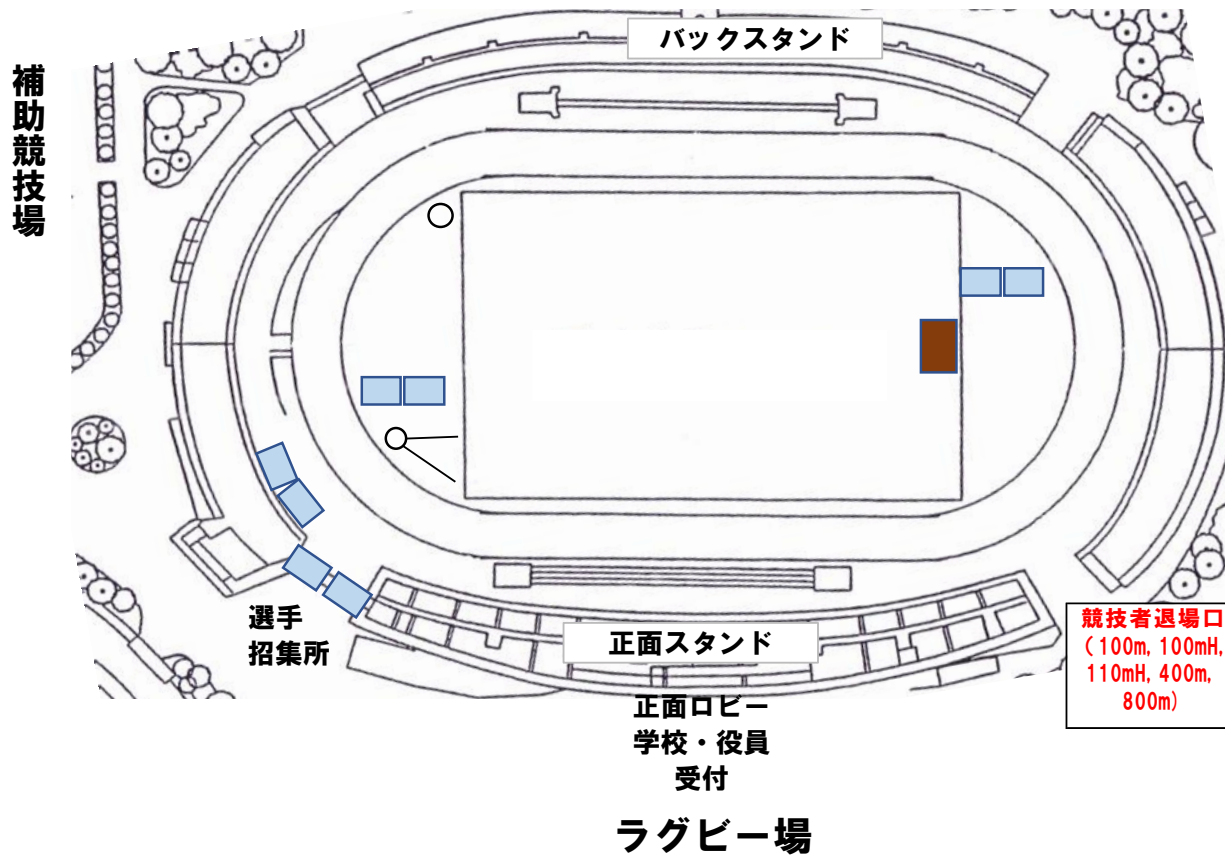 バックスタンド
補助競技場
選手
招集所
正面スタンド
競技者退場口
(100m, 100mH,
110mH, 400m,
800m)
正面ロビー
学校・役員
受付
ラグビー場